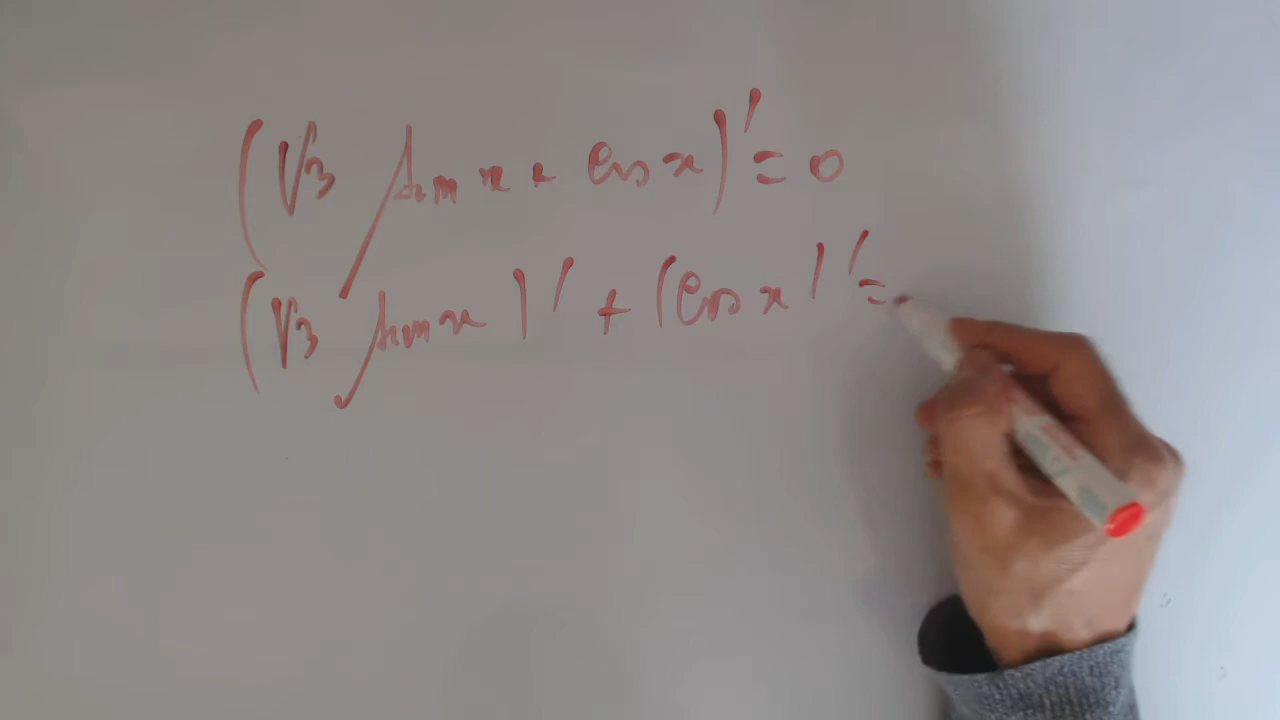 (√3 sin x + cos x)' = 0
(√3 sin x)' + (cos x)' =